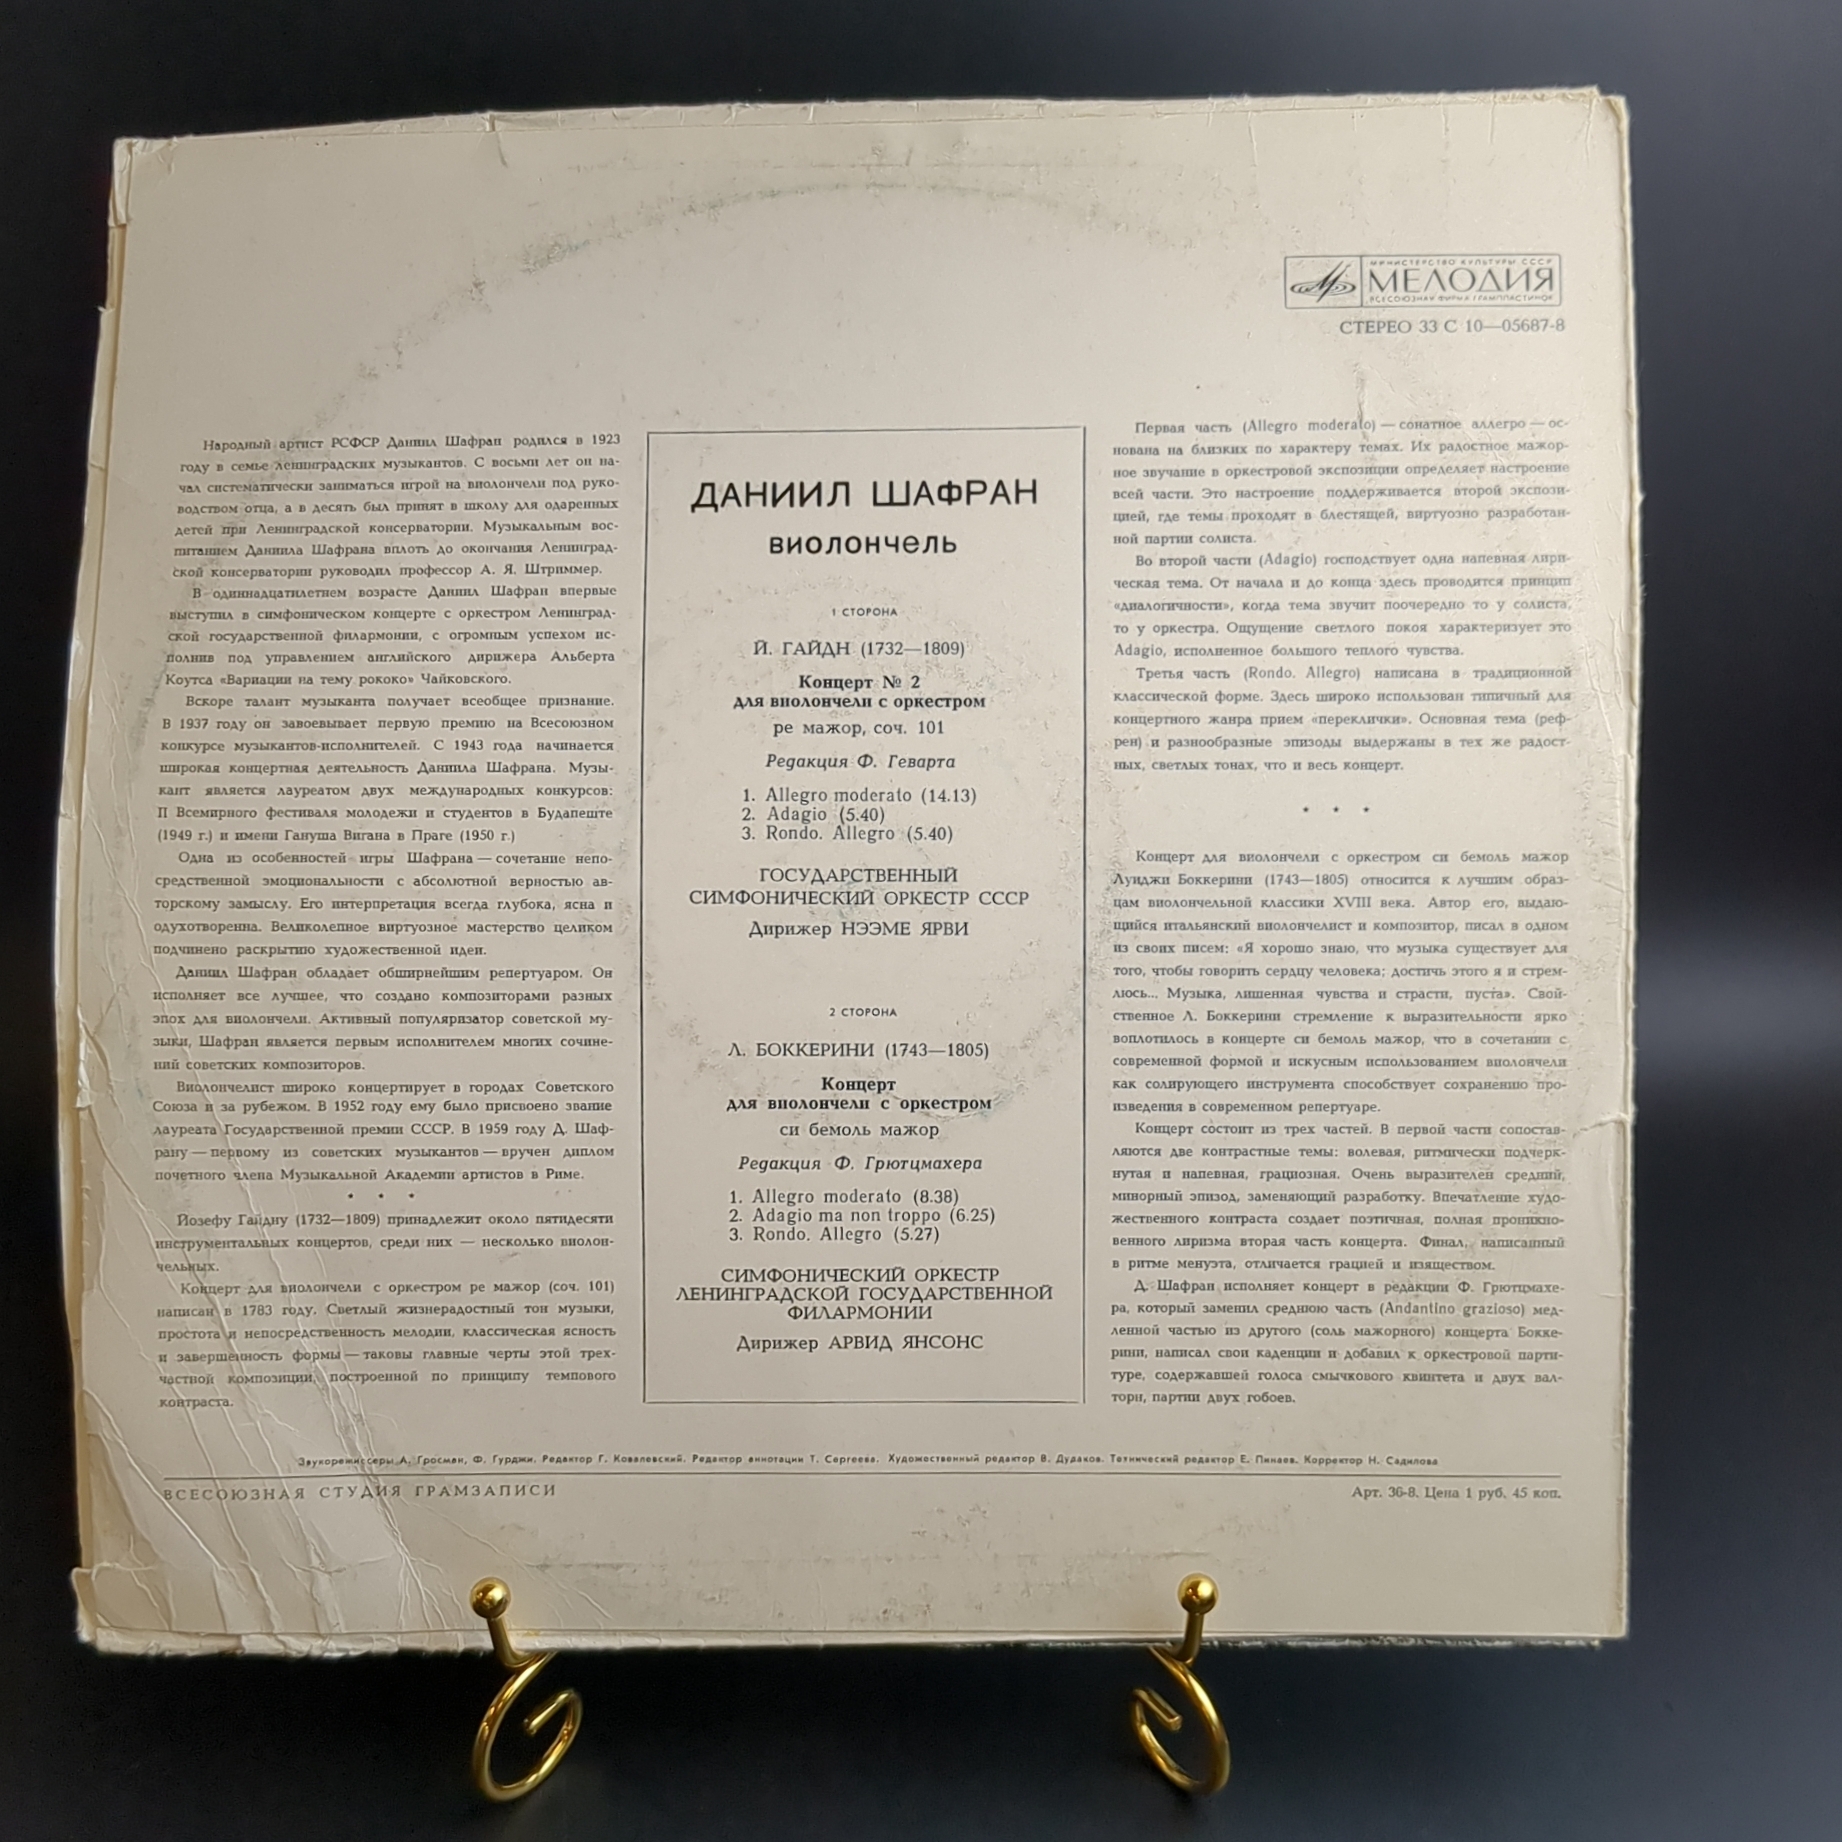 МИНИСТЕРСТВО КУЛЬТУРЫ СССР
МЕЛОДИЯ
ВСЕСОЮЗНАЯ ФИРМА ГРАМПЛАСТИНОК
СТЕРЕО 33 С 10—05687-8
Народный артист РСФСР Даниил Шафран родился в 1923
году в семье ленинградских музыкантов. С восьми лет он на-
чал систематически заниматься игрой на виолончели под руко-
водством отца, а в десять был принят в школу для одаренных
детей при Ленинградской консерватории. Музыкальным вос-
питанием Даниила Шафрана вплоть до окончания Ленинград-
ской консерватории руководил профессор А. Я. Штриммер.
В одиннадцатилетнем возрасте Даниил Шафран впервые
выступил в симфоническом концерте с оркестром Ленинград-
ской государственной филармонии, с огромным успехом ис-
полнив под управлением английского дирижера Альберта
Коутса «Вариации на тему рококо» Чайковского.
Вскоре талант музыканта получает всеобщее признание.
В 1937 году он завоевывает первую премию на Всесоюзном
конкурсе музыкантов-исполнителей. С 1943 года начинается
широкая концертная деятельность Даниила Шафрана. Музы-
кант является лауреатом двух международных конкурсов:
II Всемирного фестиваля молодежи и студентов в Будапеште
(1949 г.) и имени Гануша Вигана в Праге (1950 г.)
Одна из особенностей игры Шафрана — сочетание непо-
средственной эмоциональности с абсолютной верностью ав-
торскому замыслу. Его интерпретация всегда глубока, ясна и
одухотворенна. Великолепное виртуозное мастерство целиком
подчинено раскрытию художественной идеи.
Даниил Шафран обладает обширнейшим репертуаром. Он
исполняет все лучшее, что создано композиторами разных
эпох для виолончели. Активный популяризатор советской му-
зыки, Шафран является первым исполнителем многих сочине-
ний советских композиторов.
Виолончелист широко концертирует в городах Советского
Союза и за рубежом. В 1952 году ему было присвоено звание
лауреата Государственной премии СССР. В 1959 году Д. Шаф-
рану — первому из советских музыкантов — вручен диплом
почетного члена Музыкальной Академии артистов в Риме.
* * *
Йозефу Гайдну (1732—1809) принадлежит около пятидесяти
инструментальных концертов, среди них — несколько виолон-
чельных.
Концерт для виолончели с оркестром ре мажор (соч. 101)
написан в 1783 году. Светлый жизнерадостный тон музыки,
простота и непосредственность мелодии, классическая ясность
и завершенность формы — таковы главные черты этой трех-
частной композиции, построенной по принципу темпового
контраста.
ДАНИИЛ ШАФРАН
виолончель
1 СТОРОНА
Й. ГАЙДН (1732—1809)
Концерт № 2
для виолончели с оркестром
ре мажор, соч. 101
Редакция Ф. Геварта
1. Allegro moderato (14.13)
2. Adagio (5.40)
3. Rondo. Allegro (5.40)
ГОСУДАРСТВЕННЫЙ
СИМФОНИЧЕСКИЙ ОРКЕСТР СССР
Дирижер НЭЭМЕ ЯРВИ
2 СТОРОНА
Л. БОККЕРИНИ (1743—1805)
Концерт
для виолончели с оркестром
си бемоль мажор
Редакция Ф. Грютцмахера
1. Allegro moderato (8.38)
2. Adagio ma non troppo (6.25)
3. Rondo. Allegro (5.27)
СИМФОНИЧЕСКИЙ ОРКЕСТР
ЛЕНИНГРАДСКОЙ ГОСУДАРСТВЕННОЙ
ФИЛАРМОНИИ
Дирижер АРВИД ЯНСОНС
Первая часть (Allegro moderato) — сонатное аллегро — ос-
нована на близких по характеру темах. Их радостное мажор-
ное звучание в оркестровой экспозиции определяет настроение
всей части. Это настроение поддерживается второй экспози-
цией, где темы проходят в блестящей, виртуозно разработан-
ной партии солиста.
Во второй части (Adagio) господствует одна напевная лири-
ческая тема. От начала и до конца здесь проводится принцип
«диалогичности», когда тема звучит поочередно то у солиста,
то у оркестра. Ощущение светлого покоя характеризует это
Adagio, исполненное большого теплого чувства.
Третья часть (Rondo. Allegro) написана в традиционной
классической форме. Здесь широко использован типичный для
концертного жанра прием «переклички». Основная тема (реф-
рен) и разнообразные эпизоды выдержаны в тех же радост-
ных, светлых тонах, что и весь концерт.
* * *
Концерт для виолончели с оркестром си бемоль мажор
Луиджи Боккерини (1743—1805) относится к лучшим образ-
цам виолончельной классики XVIII века. Автор его, выдаю-
щийся итальянский виолончелист и композитор, писал в одном
из своих писем: «Я хорошо знаю, что музыка существует для
того, чтобы говорить сердцу человека; достичь этого я и стрем-
люсь... Музыка, лишенная чувства и страсти, пуста». Свой-
ственное Л. Боккерини стремление к выразительности ярко
воплотилось в концерте си бемоль мажор, что в сочетании с
современной формой и искусным использованием виолончели
как солирующего инструмента способствует сохранению про-
изведения в современном репертуаре.
Концерт состоит из трех частей. В первой части сопостав-
ляются две контрастные темы: волевая, ритмически подчерк-
нутая и напевная, грациозная. Очень выразителен средний,
минорный эпизод, заменяющий разработку. Впечатление худо-
жественного контраста создает поэтичная, полная проникно-
венного лиризма вторая часть концерта. Финал, написанный
в ритме менуэта, отличается грацией и изяществом.
Д. Шафран исполняет концерт в редакции Ф. Грютцмахе-
ра, который заменил среднюю часть (Andantino grazioso) мед-
ленной частью из другого (соль мажорного) концерта Бокке-
рини, написал свои каденции и добавил к оркестровой парти-
туре, содержавшей голоса смычкового квинтета и двух вал-
торн, партии двух гобоев.
Звукорежиссеры А. Гросман, Ф. Гурджи. Редактор Г. Ковалевский. Редактор аннотации Т. Сергеева. Художественный редактор В. Дудаков. Технический редактор Е. Пинаев. Корректор Н. Садилова
ВСЕСОЮЗНАЯ СТУДИЯ ГРАМЗАПИСИ
Арт. 36-8. Цена 1 руб. 45 коп.